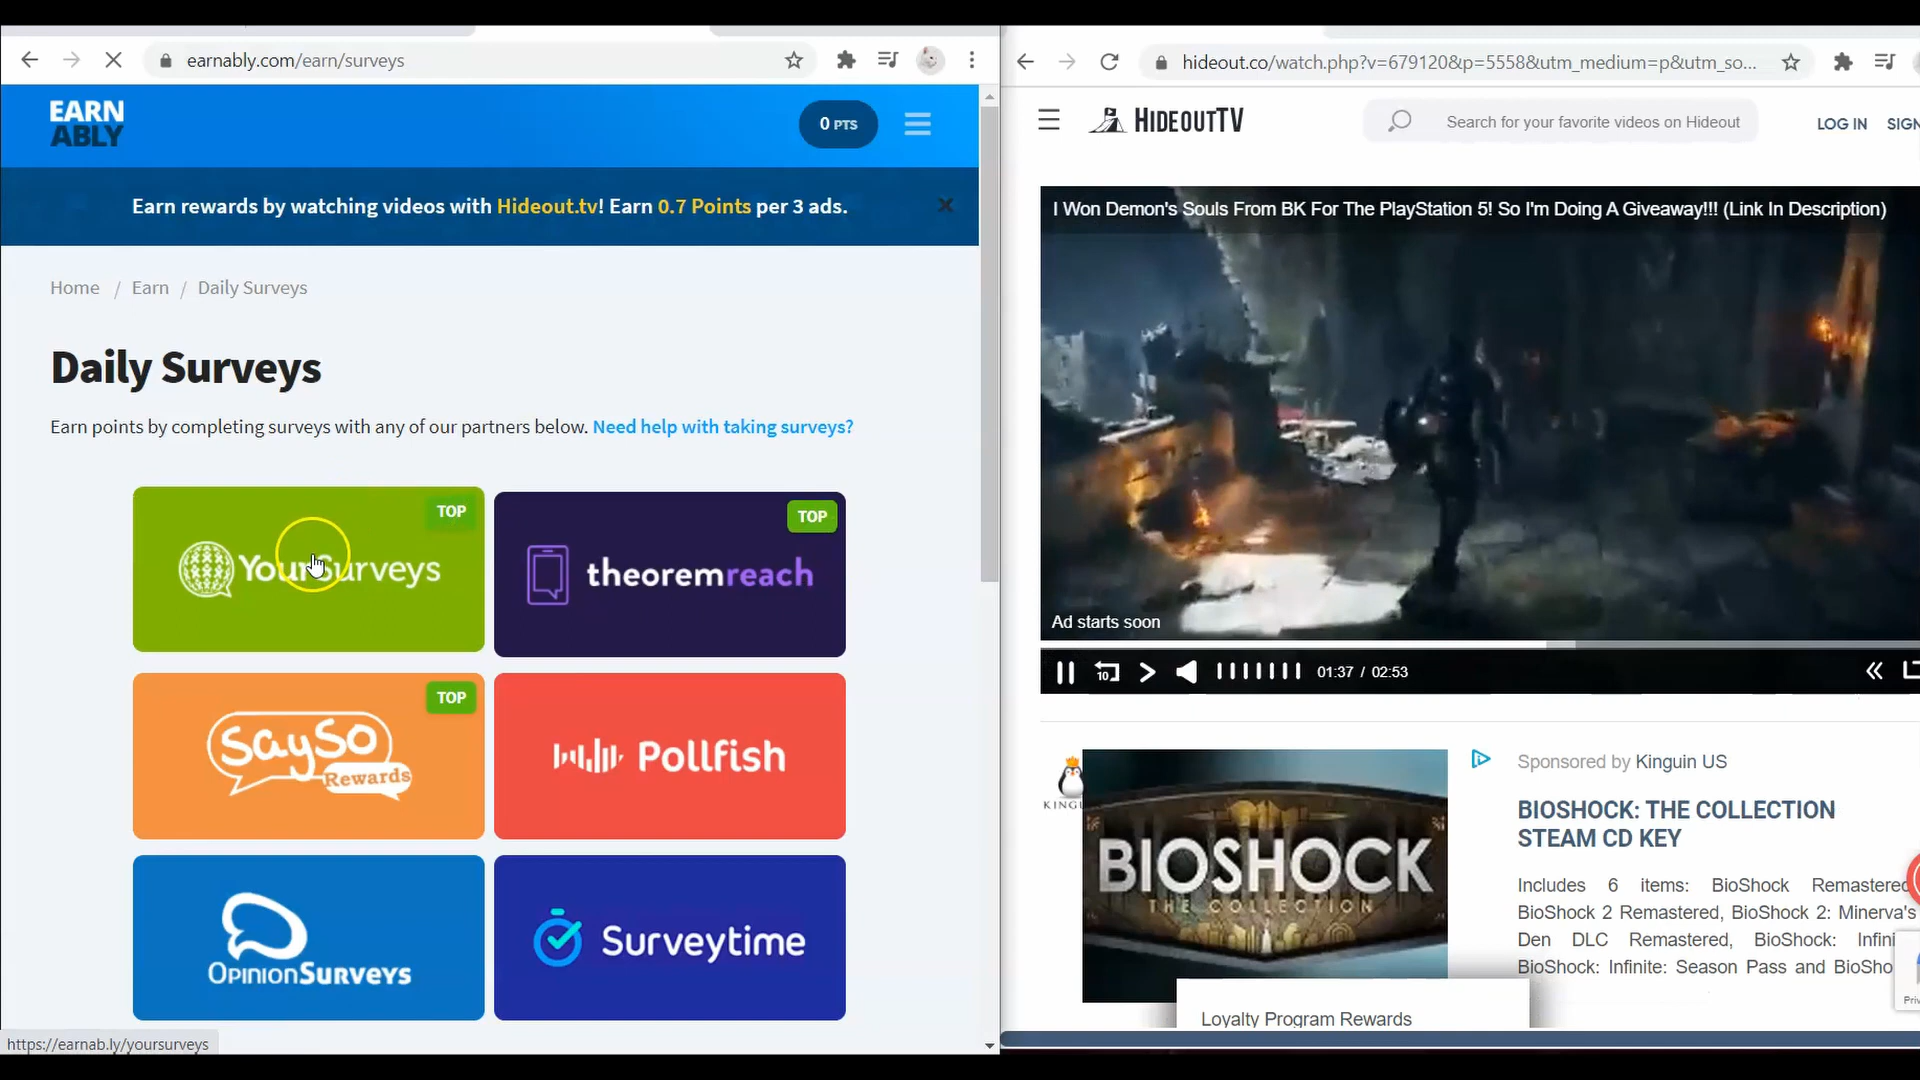 earnably.com/earn/surveys
EARN
ABLY
0 PTS
Earn rewards by watching videos with Hideout.tv! Earn 0.7 Points per 3 ads.
Home / Earn / Daily Surveys
Daily Surveys
Earn points by completing surveys with any of our partners below. Need help with taking surveys?
TOP
YourSurveys
TOP
theoremreach
TOP
SaySo
Rewards
Pollfish
OPINIONSURVEYS
Surveytime
https://earnab.ly/yoursurveys
hideout.co/watch.php?v=679120&p=5558&utm_medium=p&utm_so...
HIDEOUTTV
Search for your favorite videos on Hideout
LOG IN
SIGN
I Won Demon's Souls From BK For The PlayStation 5! So I'm Doing A Giveaway!!! (Link In Description)
Ad starts soon
10
01:37 / 02:53
BIOSHOCK
THE COLLECTION
Sponsored by Kinguin US
BIOSHOCK: THE COLLECTION
STEAM CD KEY
Includes 6 items: BioShock Remastered
BioShock 2 Remastered, BioShock 2: Minerva's
Den DLC Remastered, BioShock: Infini
BioShock: Infinite: Season Pass and BioSho
Loyalty Program Rewards